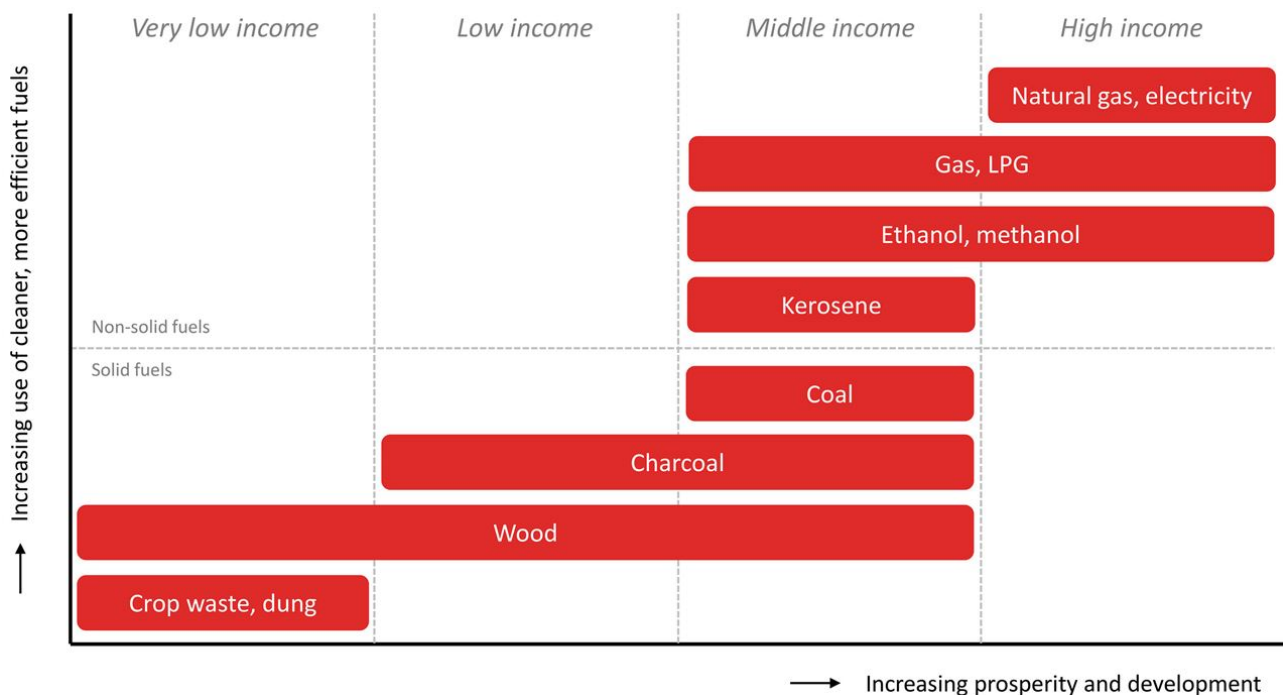 Very low income
Low income
Middle income
High income
Natural gas, electricity
Gas, LPG
Ethanol, methanol
Kerosene
Non-solid fuels
Solid fuels
Coal
Charcoal
Wood
Crop waste, dung
→ Increasing use of cleaner, more efficient fuels
→ Increasing prosperity and development